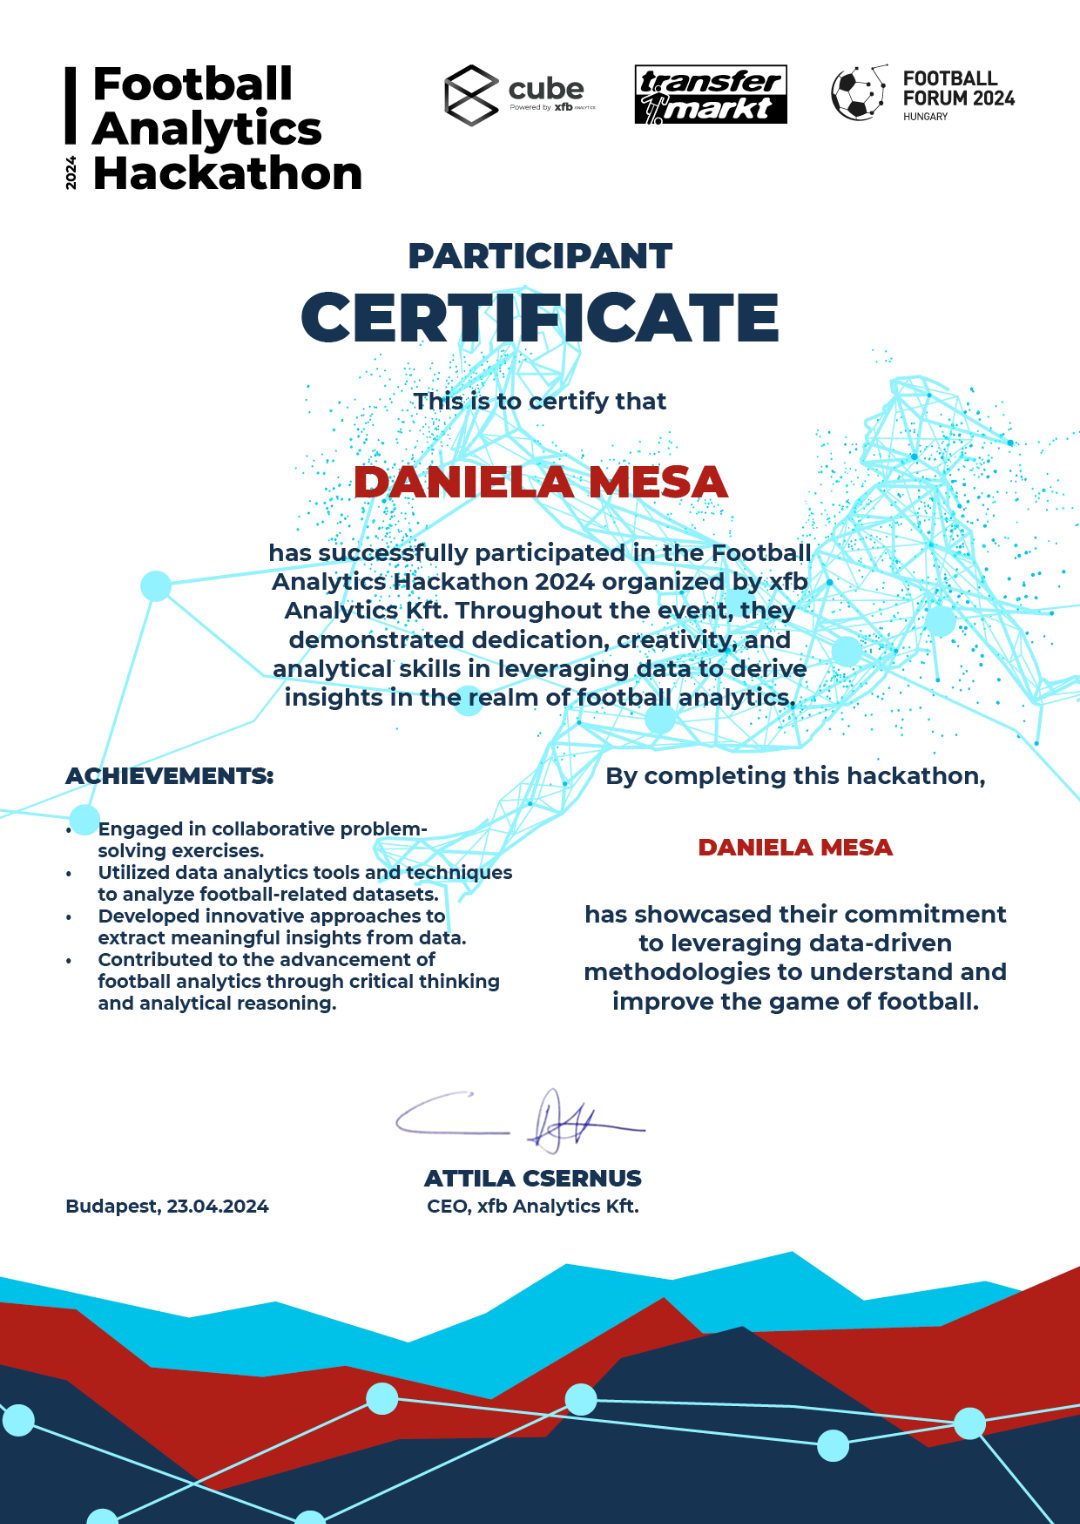 Football
Analytics
Hackathon
2024
cube
Powered by xfb ANALYTICS
transfer
markt
FOOTBALL
FORUM 2024
HUNGARY
PARTICIPANT
CERTIFICATE
This is to certify that
DANIELA MESA
has successfully participated in the Football
Analytics Hackathon 2024 organized by xfb
Analytics Kft. Throughout the event, they
demonstrated dedication, creativity, and
analytical skills in leveraging data to derive
insights in the realm of football analytics.
ACHIEVEMENTS:
• Engaged in collaborative problem-
solving exercises.
• Utilized data analytics tools and techniques
to analyze football-related datasets.
• Developed innovative approaches to
extract meaningful insights from data.
• Contributed to the advancement of
football analytics through critical thinking
and analytical reasoning.
By completing this hackathon,
DANIELA MESA
has showcased their commitment
to leveraging data-driven
methodologies to understand and
improve the game of football.
ATTILA CSERNUS
CEO, xfb Analytics Kft.
Budapest, 23.04.2024